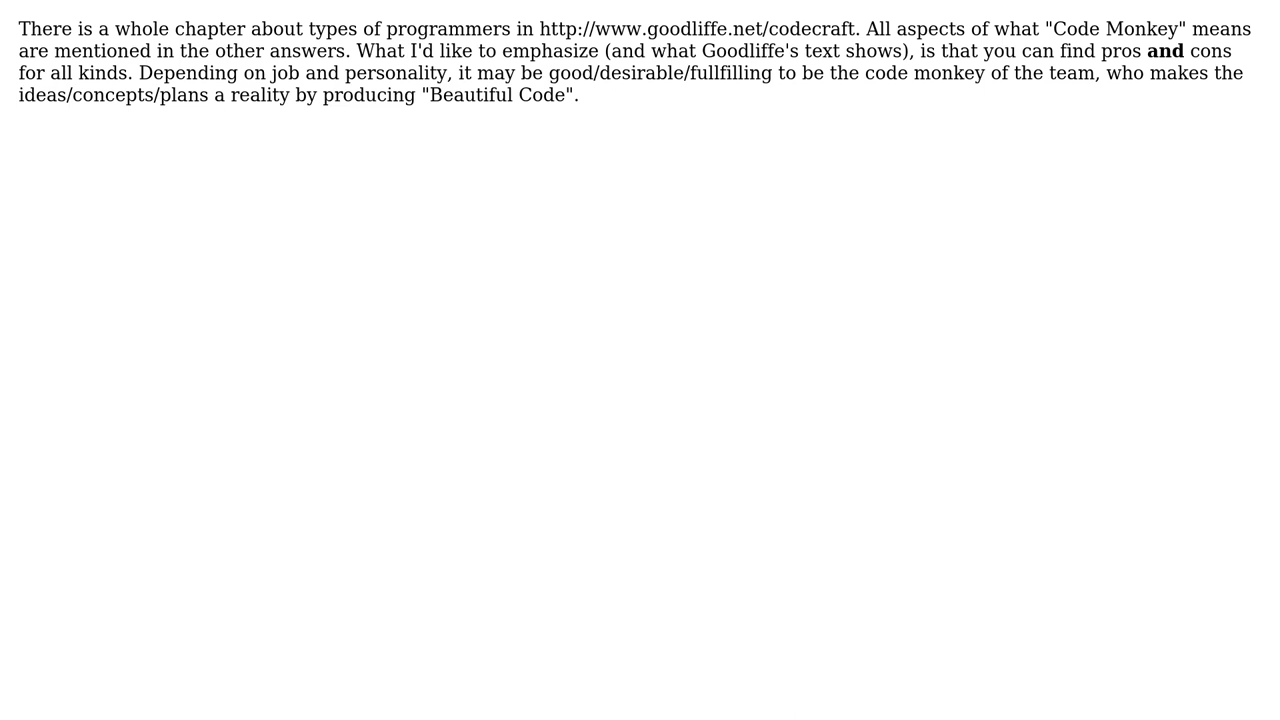 There is a whole chapter about types of programmers in http://www.goodliffe.net/codecraft. All aspects of what "Code Monkey" means
are mentioned in the other answers. What I'd like to emphasize (and what Goodliffe's text shows), is that you can find pros and cons
for all kinds. Depending on job and personality, it may be good/desirable/fullfilling to be the code monkey of the team, who makes the
ideas/concepts/plans a reality by producing "Beautiful Code".